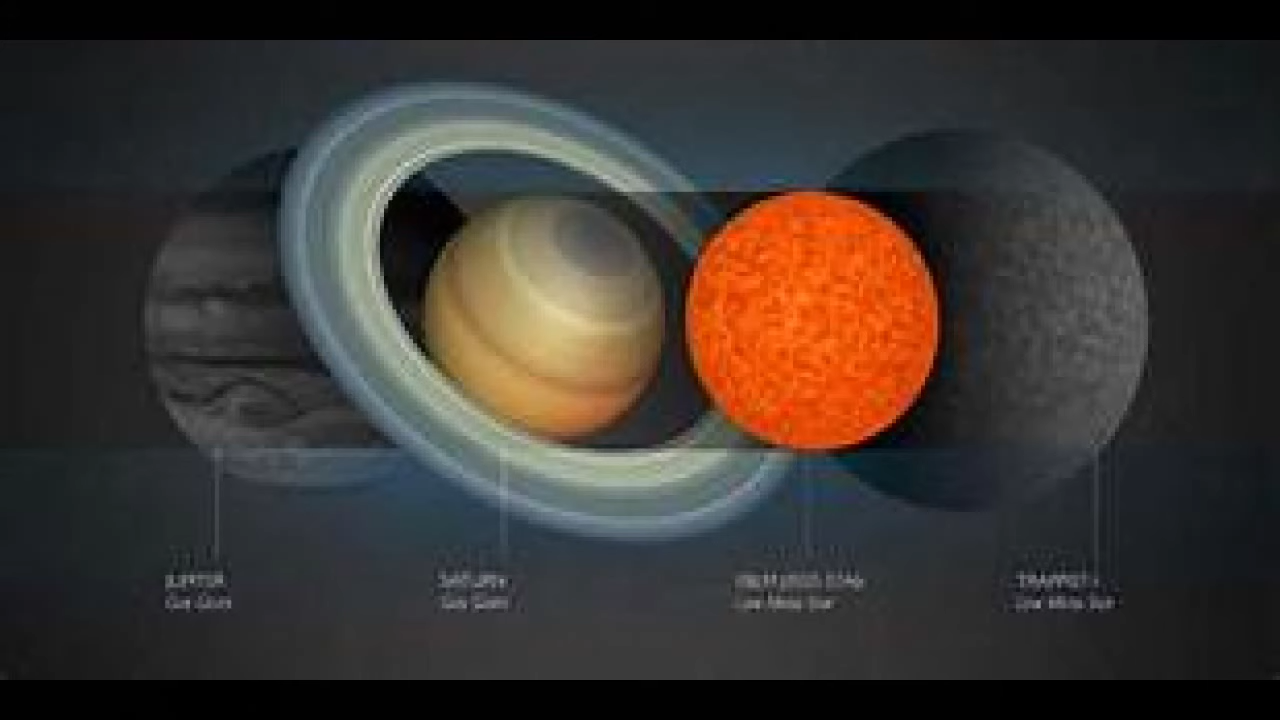 JUPITER
Gas Giant
SATURN
Gas Giant
Low Mass Star
TRAPPIST-1
Low Mass Star